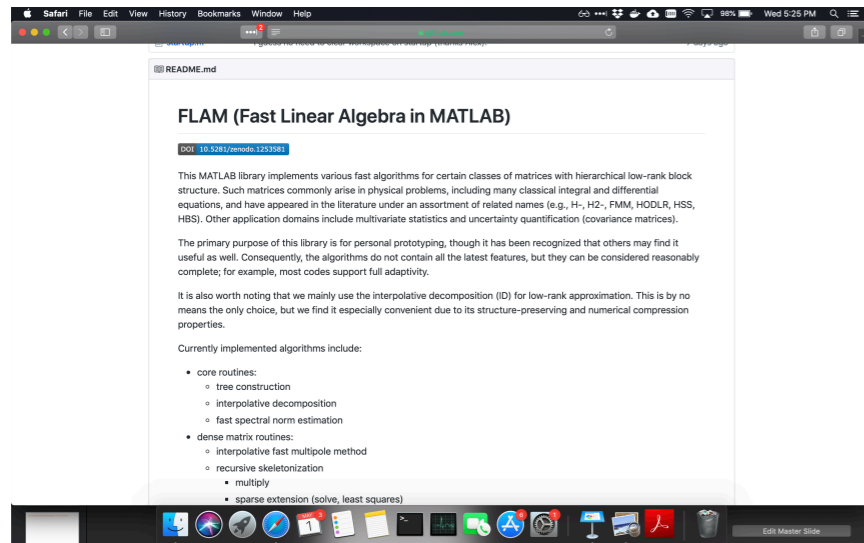 Safari File Edit View History Bookmarks Window Help 98% Wed 5:25 PM
2
README.md
FLAM (Fast Linear Algebra in MATLAB)
DOI 10.5281/zenodo.1253581
This MATLAB library implements various fast algorithms for certain classes of matrices with hierarchical low-rank block
structure. Such matrices commonly arise in physical problems, including many classical integral and differential
equations, and have appeared in the literature under an assortment of related names (e.g., H-, H2-, FMM, HODLR, HSS,
HBS). Other application domains include multivariate statistics and uncertainty quantification (covariance matrices).
The primary purpose of this library is for personal prototyping, though it has been recognized that others may find it
useful as well. Consequently, the algorithms do not contain all the latest features, but they can be considered reasonably
complete; for example, most codes support full adaptivity.
It is also worth noting that we mainly use the interpolative decomposition (ID) for low-rank approximation. This is by no
means the only choice, but we find it especially convenient due to its structure-preserving and numerical compression
properties.
Currently implemented algorithms include:
• core routines:
◦ tree construction
◦ interpolative decomposition
◦ fast spectral norm estimation
• dense matrix routines:
◦ interpolative fast multipole method
◦ recursive skeletonization
▪ multiply
▪ sparse extension (solve, least squares)
Edit Master Slide